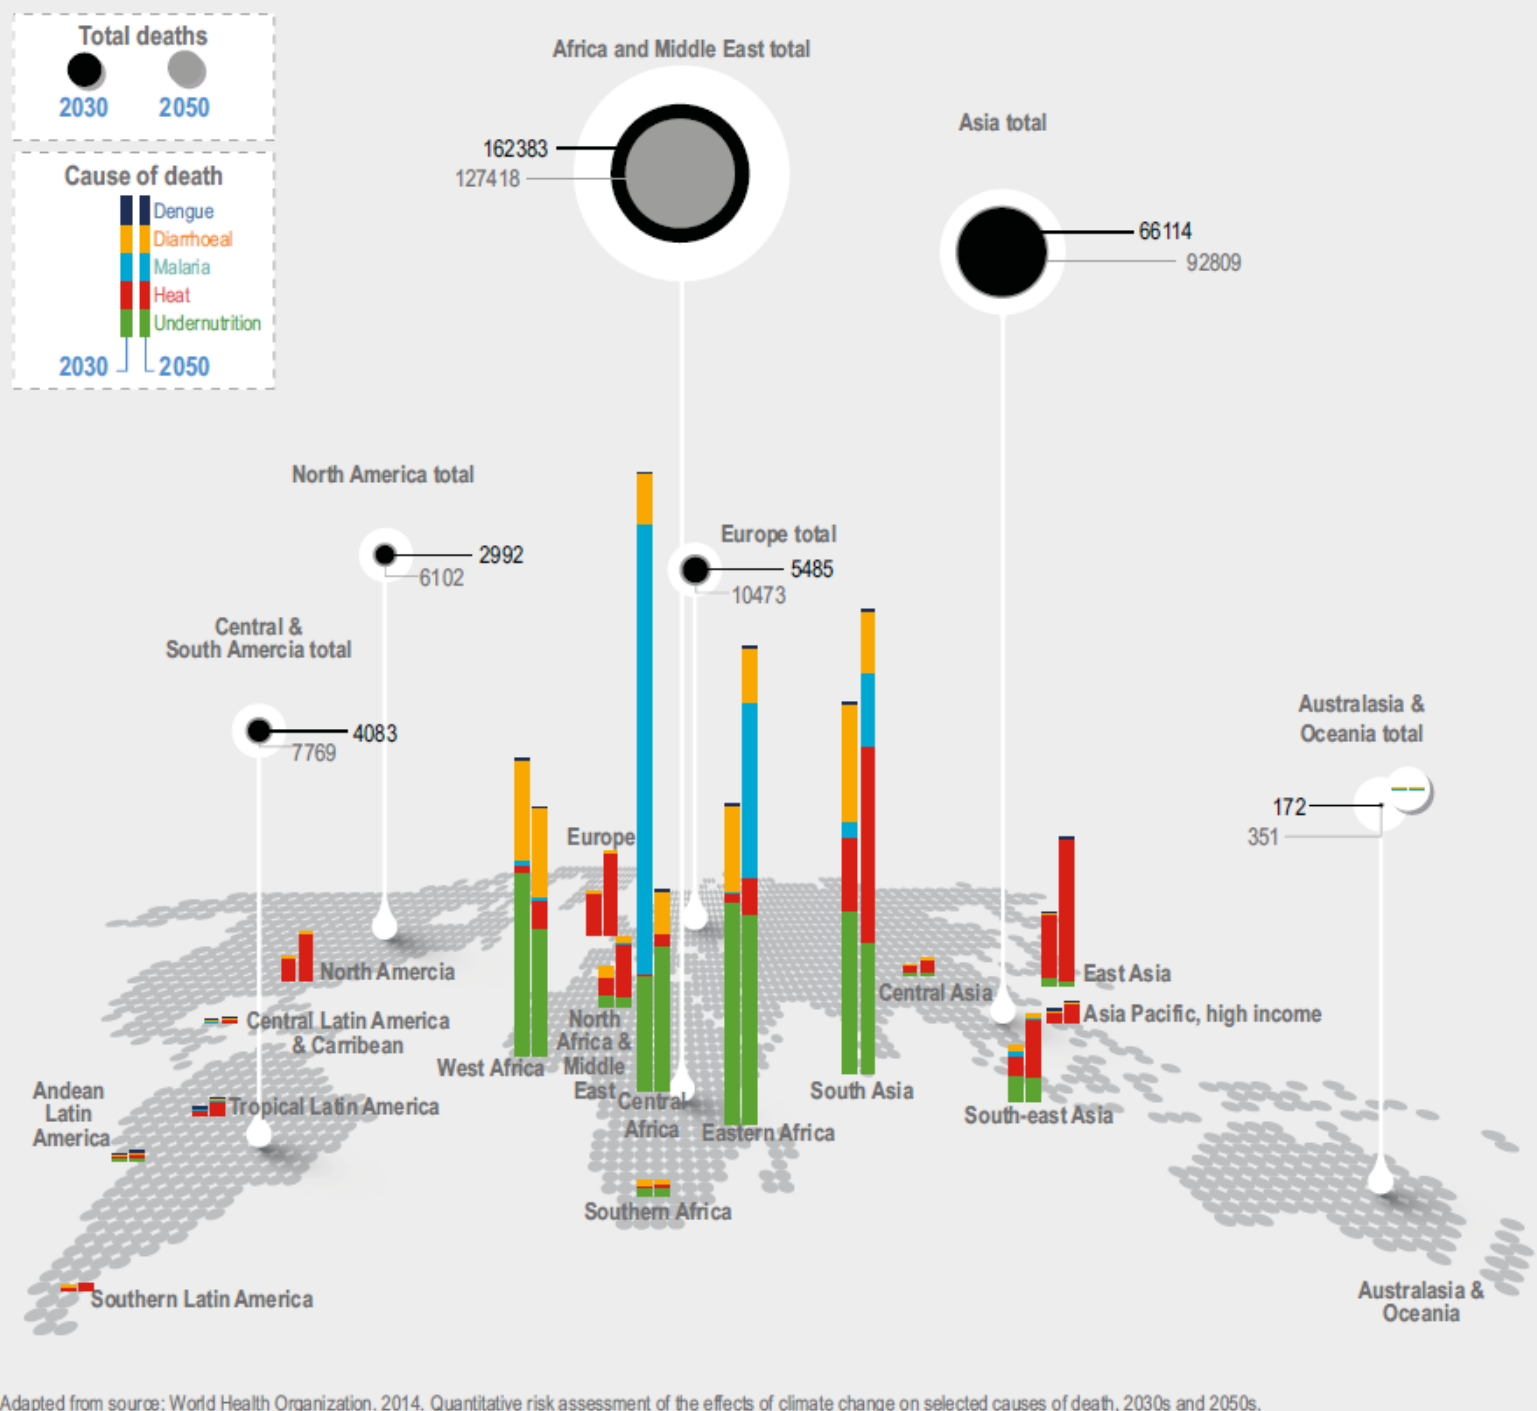 Total deaths
2030 2050
Cause of death
Dengue
Diarrhoeal
Malaria
Heat
Undernutrition
2030 2050
Africa and Middle East total
162383
127418
Asia total
66114
92809
North America total
2992
6102
Europe total
5485
10473
Central &
South Amercia total
4083
7769
Australasia &
Oceania total
172
351
Europe
North Amercia
Central Latin America
& Carribean
West Africa
North
Africa &
Middle
East
Central
Africa
Eastern Africa
South Asia
Central Asia
East Asia
Asia Pacific, high income
South-east Asia
Andean
Latin
America
Tropical Latin America
Southern Africa
Southern Latin America
Australasia &
Oceania
Adapted from source: World Health Organization, 2014. Quantitative risk assessment of the effects of climate change on selected causes of death, 2030s and 2050s.